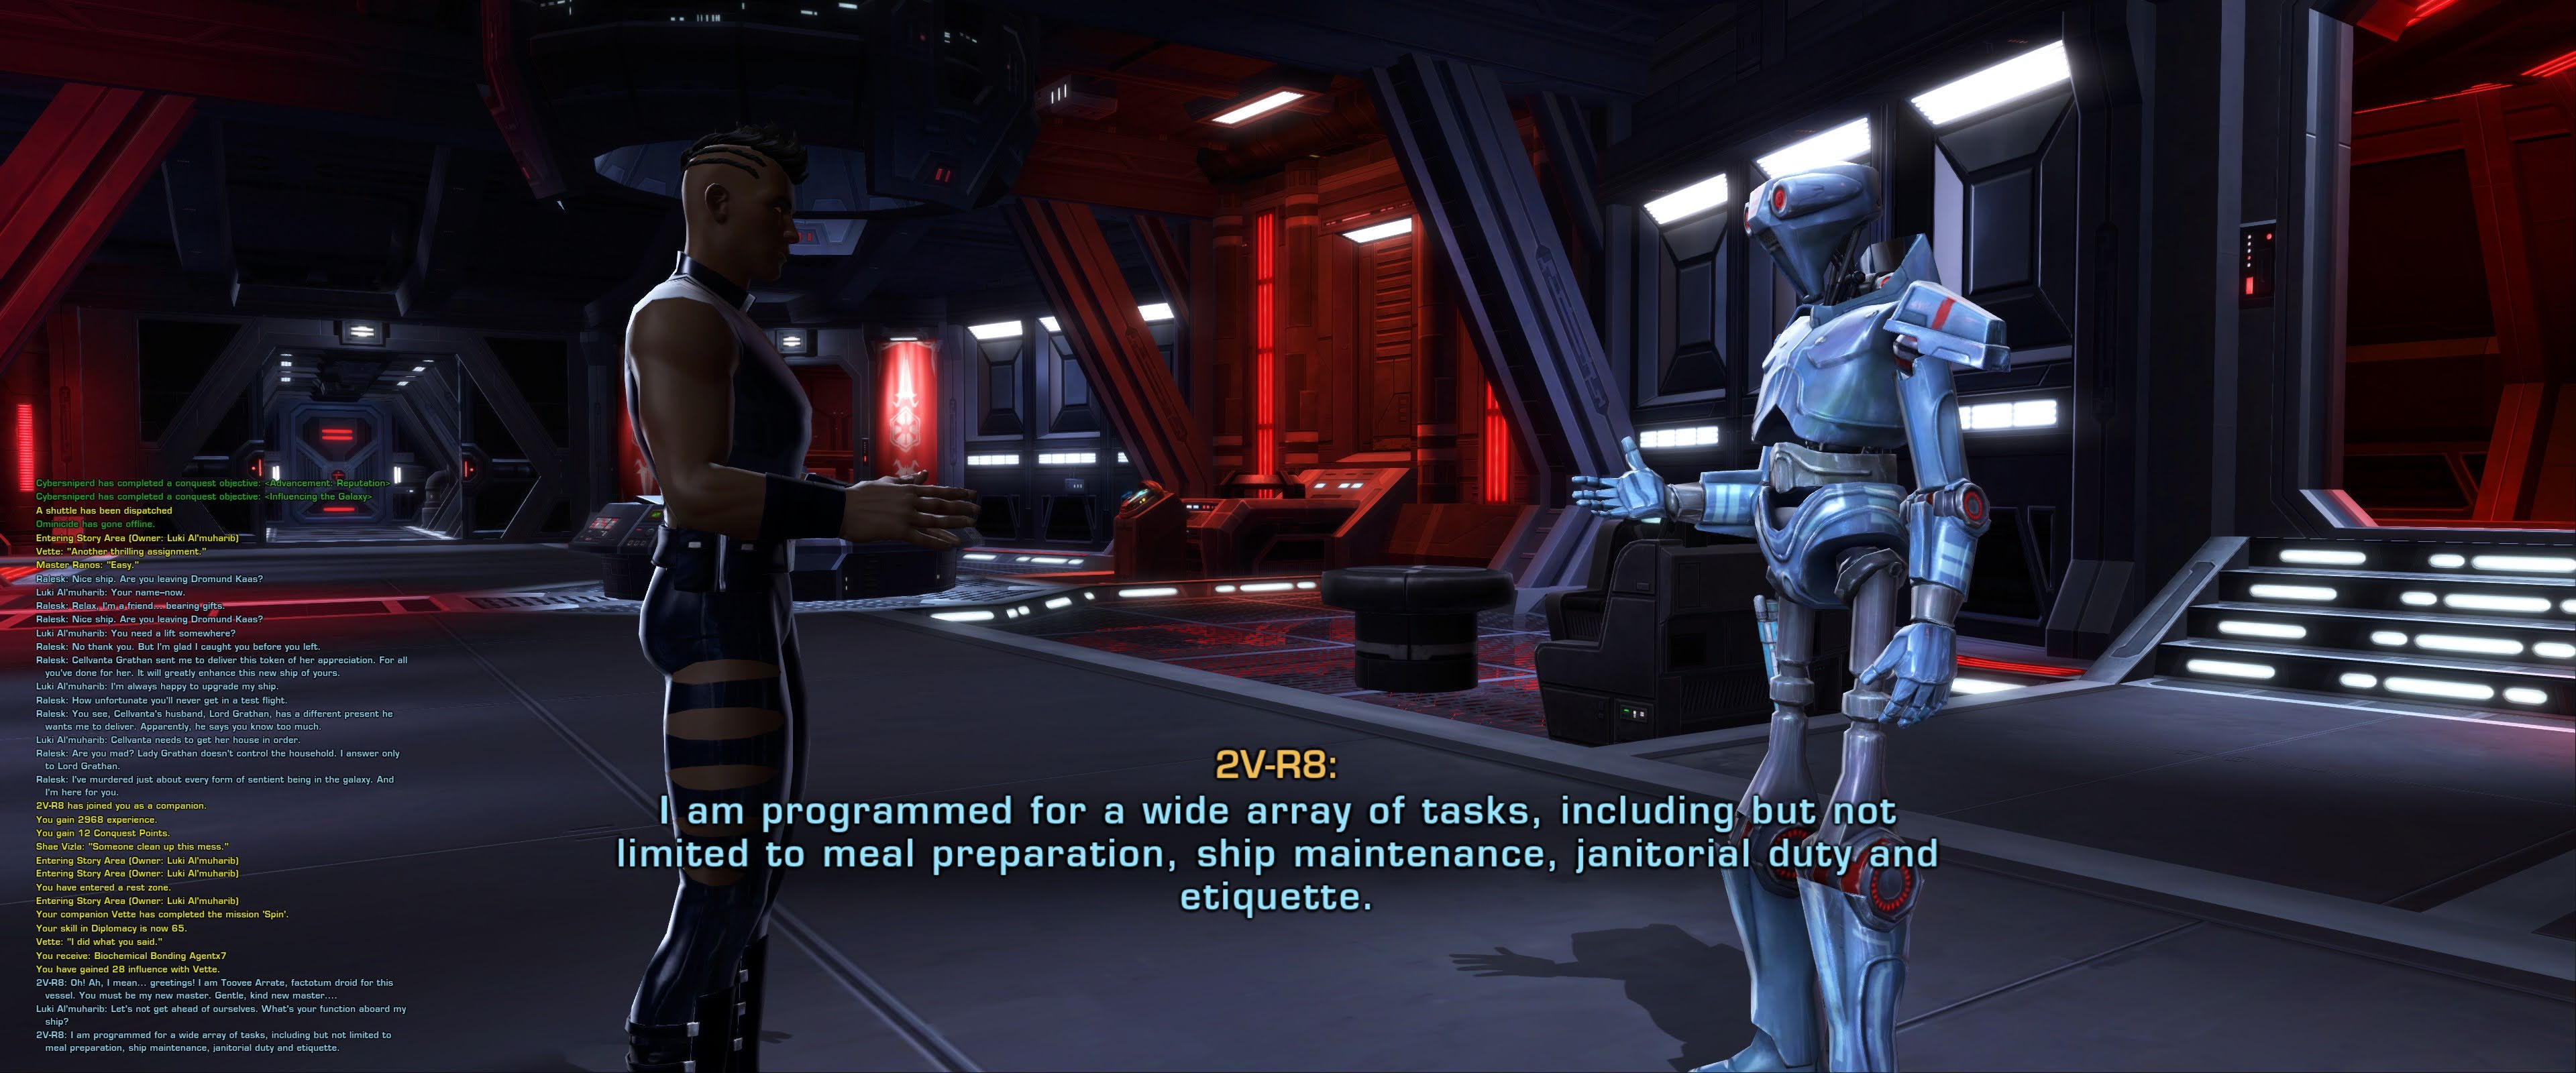 Cybersniperd has completed a conquest objective: <Advancement: Reputation>
Cybersniperd has completed a conquest objective: <Influencing the Galaxy>
A shuttle has been dispatched
Ominicide has gone offline.
Entering Story Area (Owner: Luki Al'muharib)
Vette: "Another thrilling assignment."
Master Ranos: "Easy."
Ralesk: Nice ship. Are you leaving Dromund Kaas?
Luki Al'muharib: Your name—now.
Ralesk: Relax, I'm a friend... bearing gifts.
Ralesk: Nice ship. Are you leaving Dromund Kaas?
Luki Al'muharib: You need a lift somewhere?
Ralesk: No thank you. But I'm glad I caught you before you left.
Ralesk: Cellvanta Grathan sent me to deliver this token of her appreciation. For all
you've done for her. It will greatly enhance this new ship of yours.
Luki Al'muharib: I'm always happy to upgrade my ship.
Ralesk: How unfortunate you'll never get in a test flight.
Ralesk: You see, Cellvanta's husband, Lord Grathan, has a different present he
wants me to deliver. Apparently, he says you know too much.
Luki Al'muharib: Cellvanta needs to get her house in order.
Ralesk: Are you mad? Lady Grathan doesn't control the household. I answer only
to Lord Grathan.
Ralesk: I've murdered just about every form of sentient being in the galaxy. And
I'm here for you.
2V-R8 has joined you as a companion.
You gain 2968 experience.
You gain 12 Conquest Points.
Shae Vizla: "Someone clean up this mess."
Entering Story Area (Owner: Luki Al'muharib)
Entering Story Area (Owner: Luki Al'muharib)
You have entered a rest zone.
Entering Story Area (Owner: Luki Al'muharib)
Your companion Vette has completed the mission 'Spin'.
Your skill in Diplomacy is now 65.
Vette: "I did what you said."
You receive: Biochemical Bonding Agentx7
You have gained 28 influence with Vette.
2V-R8: Oh! Ah, I mean... greetings! I am Toovee Arrate, factotum droid for this
vessel. You must be my new master. Gentle, kind new master....
Luki Al'muharib: Let's not get ahead of ourselves. What's your function aboard my
ship?
2V-R8: I am programmed for a wide array of tasks, including but not limited to
meal preparation, ship maintenance, janitorial duty and etiquette.
2V-R8:
I am programmed for a wide array of tasks, including but not
limited to meal preparation, ship maintenance, janitorial duty and
etiquette.